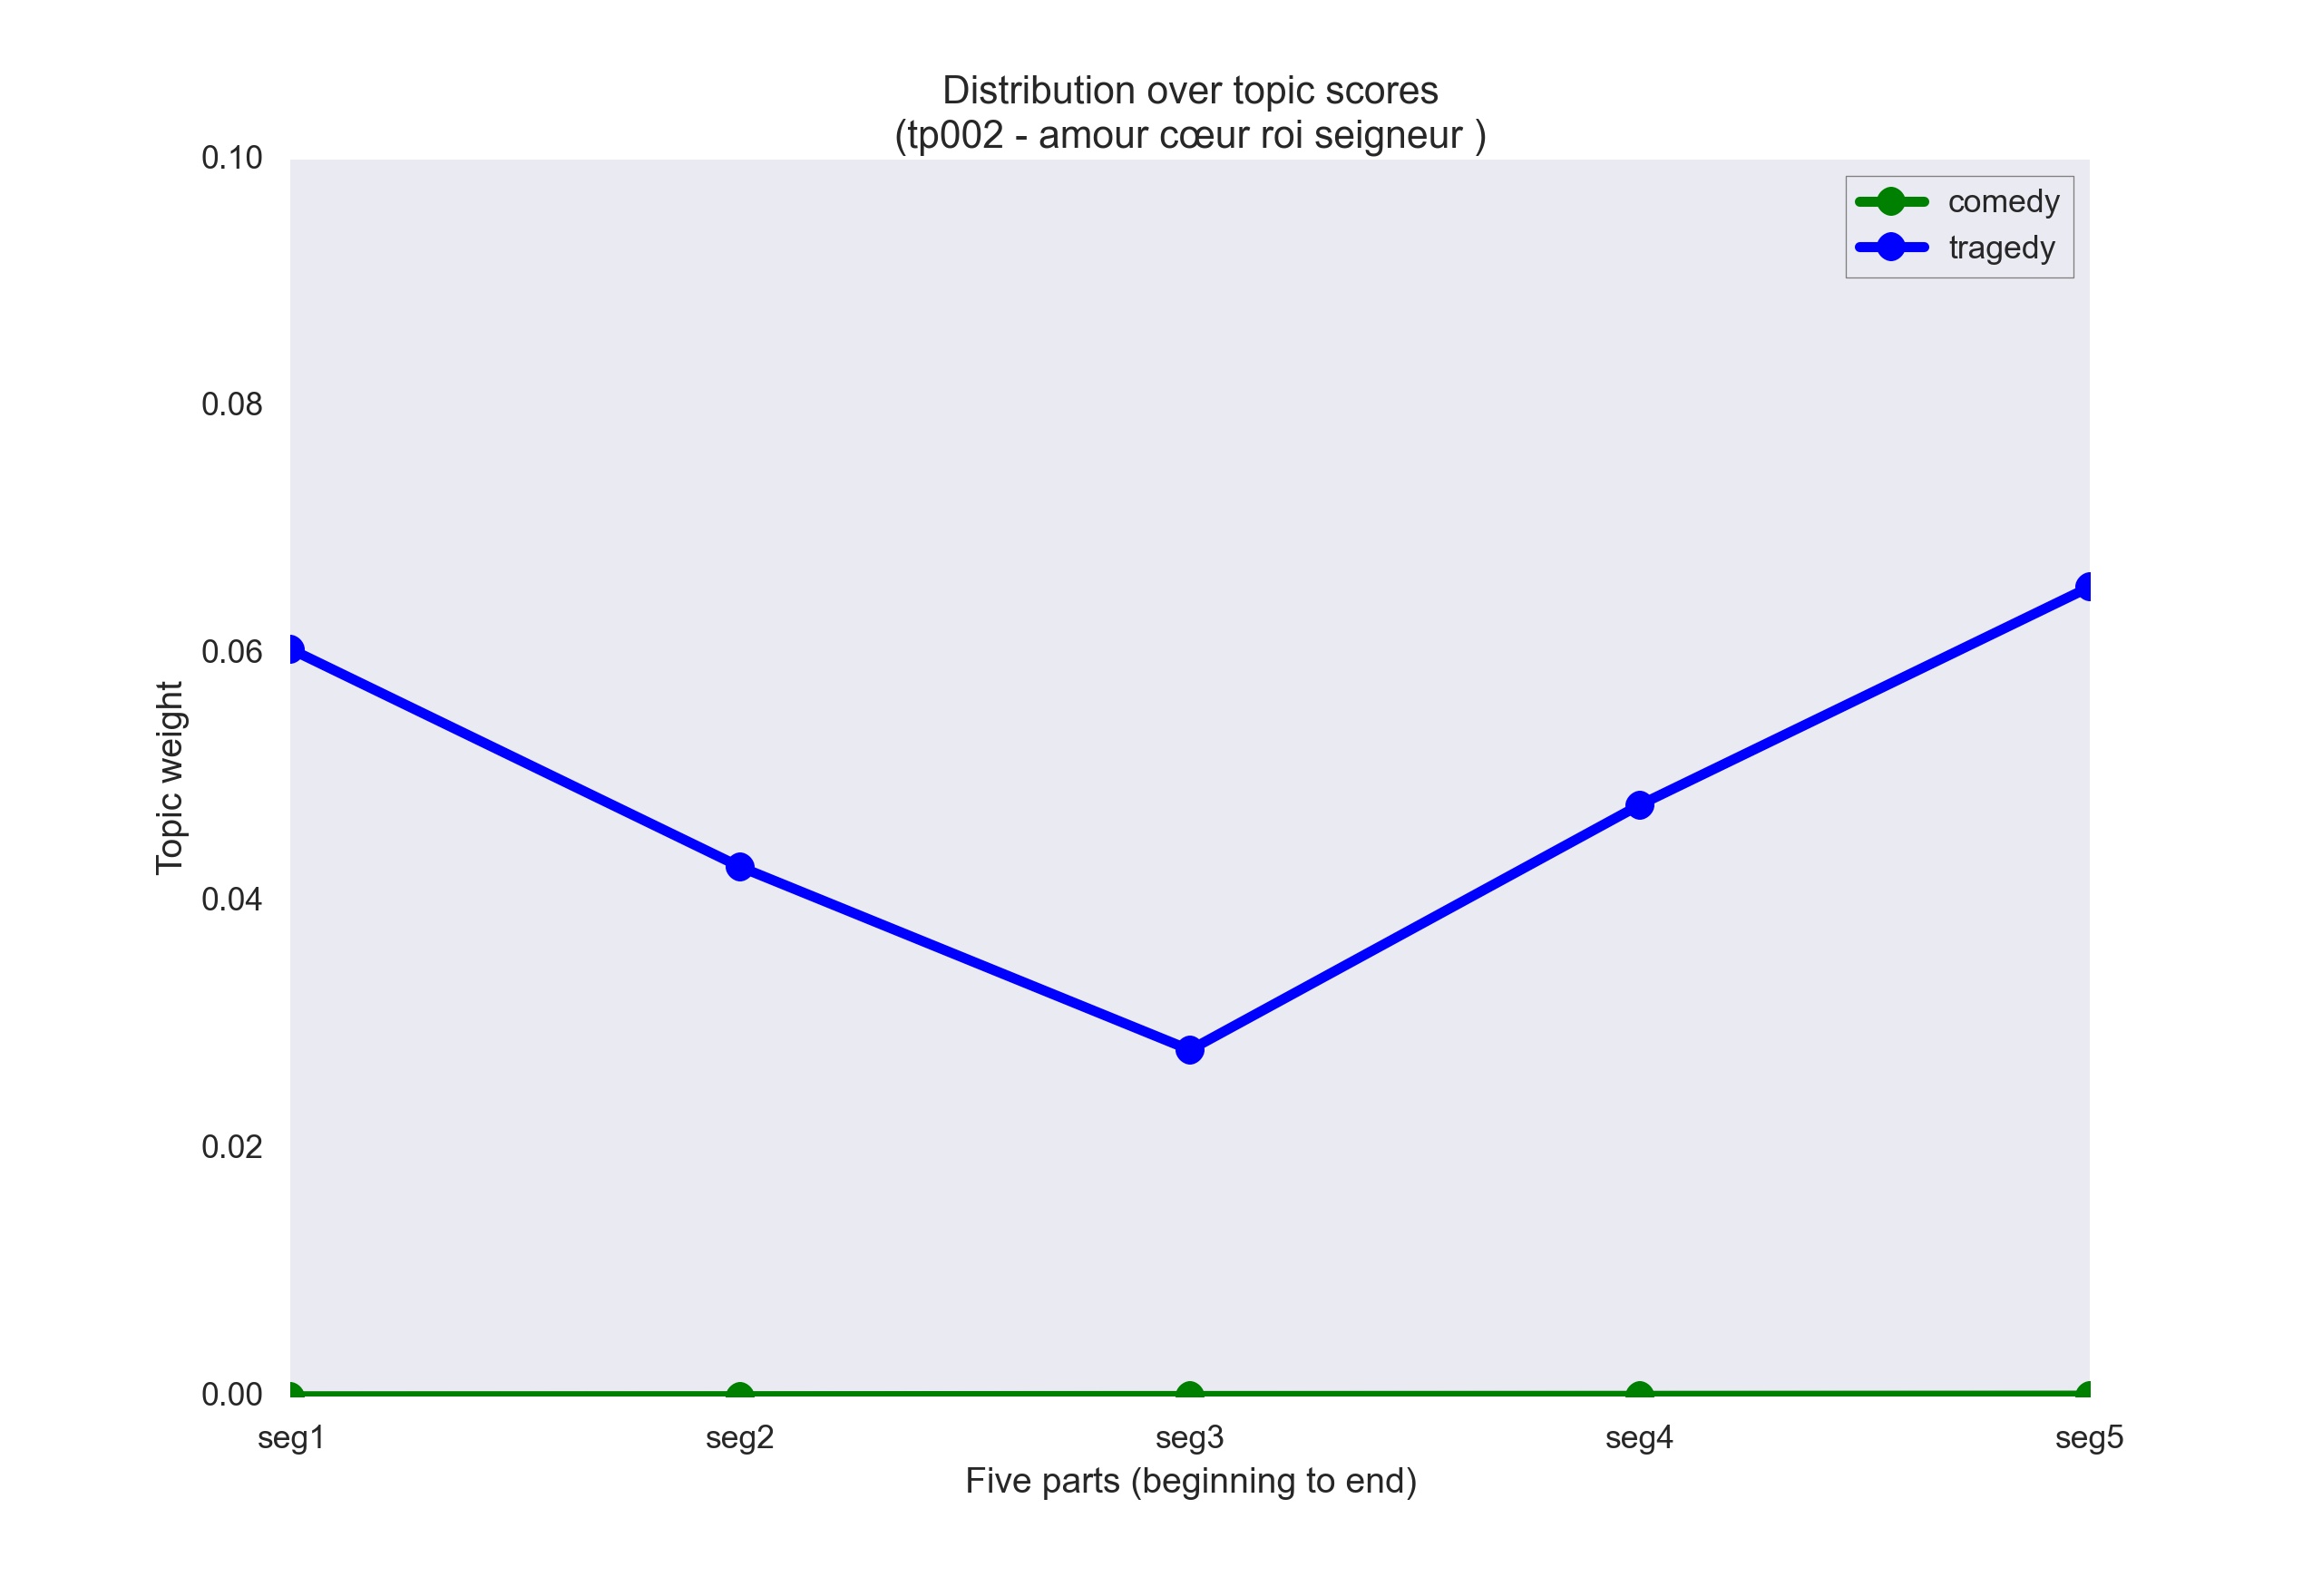 Distribution over topic scores
(tp002 - amour cœur roi seigneur )
0.10
comedy
tragedy
0.08
0.06
Topic weight
0.04
0.02
0.00
seg1 seg2 seg3 seg4 seg5
Five parts (beginning to end)